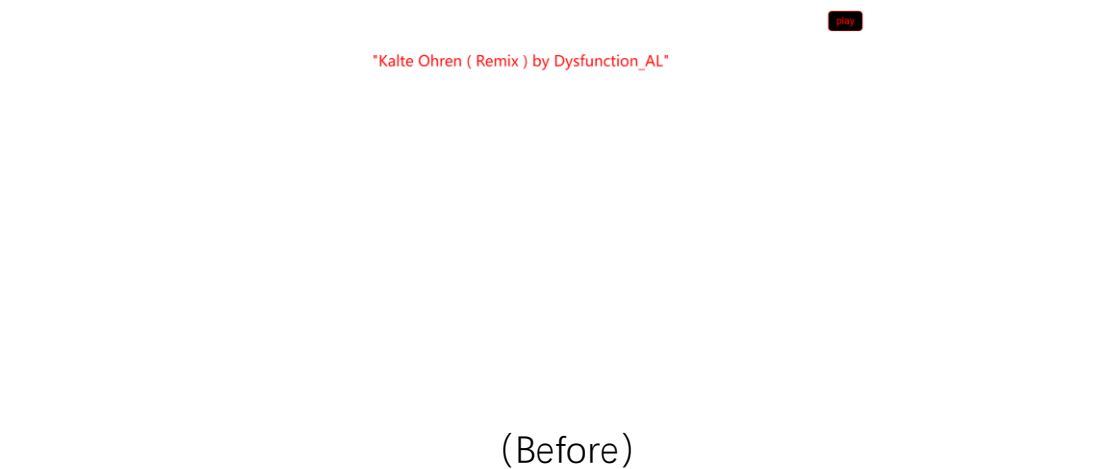 play
"Kalte Ohren ( Remix ) by Dysfunction_AL"
(Before)